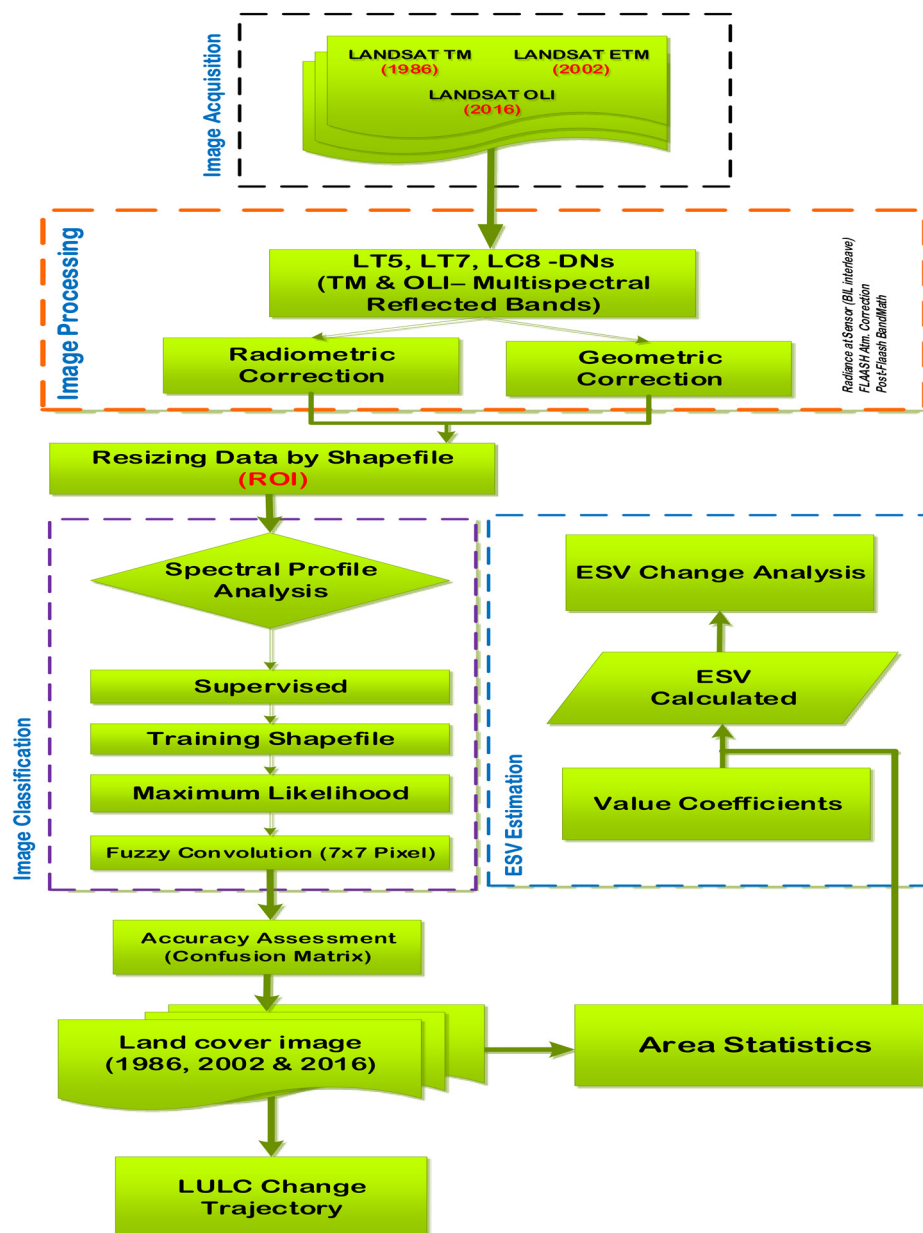 Image Acquisition
LANDSAT TM
(1986)
LANDSAT ETM
(2002)
LANDSAT OLI
(2016)
Image Processing
LT5, LT7, LC8 -DNs
(TM & OLI– Multispectral
Reflected Bands)
Radiometric
Correction
Geometric
Correction
Radiance at Sensor (BIL interleave)
FLAASH Atm. Correction
Post-Flaash BandMath
Resizing Data by Shapefile
(ROI)
Image Classification
Spectral Profile
Analysis
Supervised
Training Shapefile
Maximum Likelihood
Fuzzy Convolution (7x7 Pixel)
ESV Estimation
ESV Change Analysis
ESV
Calculated
Value Coefficients
Accuracy Assessment
(Confusion Matrix)
Land cover image
(1986, 2002 & 2016)
Area Statistics
LULC Change
Trajectory